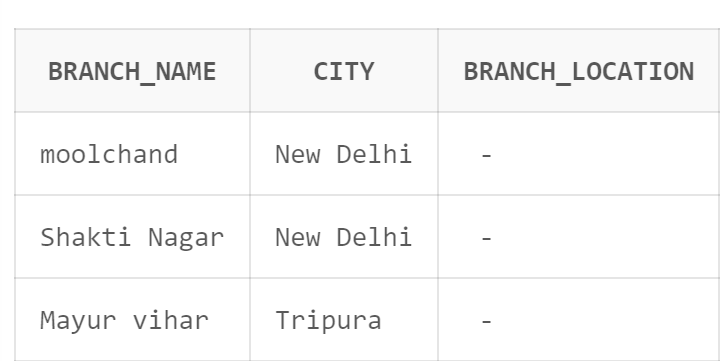 BRANCH_NAME CITY BRANCH_LOCATION
moolchand New Delhi -
Shakti Nagar New Delhi -
Mayur vihar Tripura -